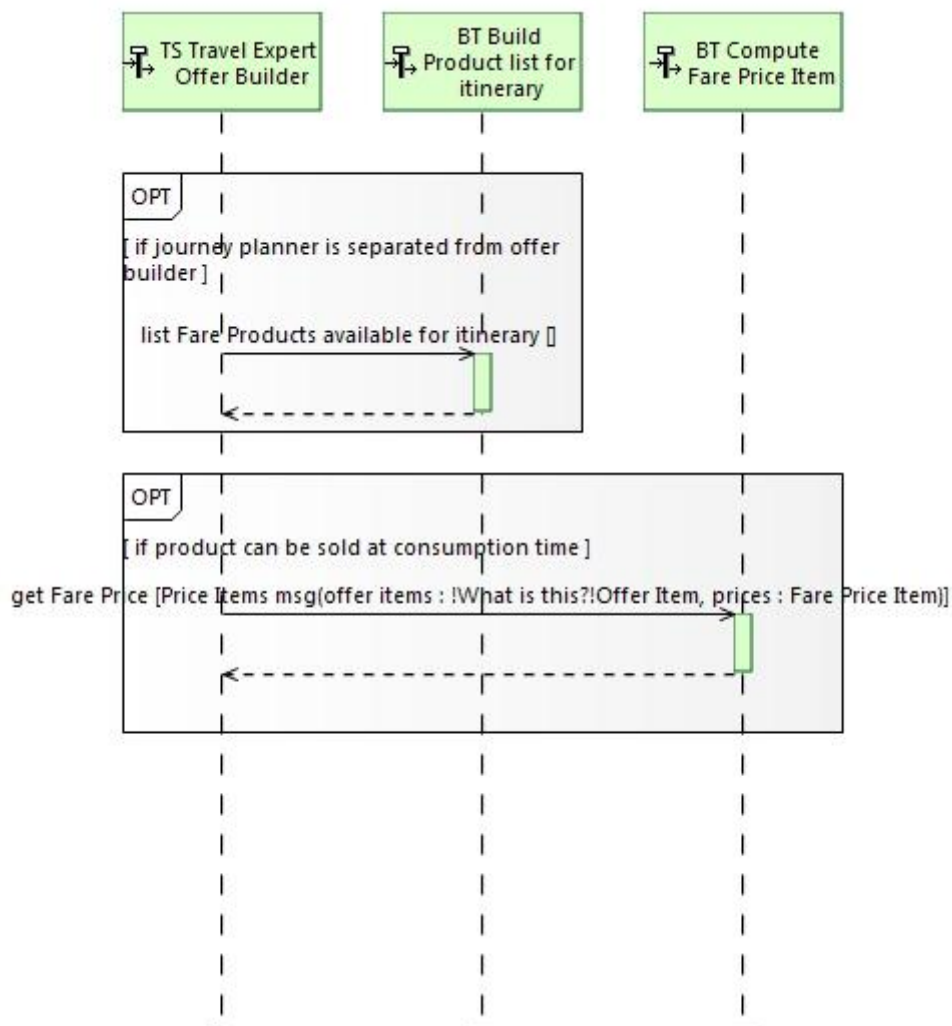 TS Travel Expert
Offer Builder
BT Build
Product list for
itinerary
BT Compute
Fare Price Item
OPT
[ if journey planner is separated from offer
builder ]
list Fare Products available for itinerary []
OPT
[ if product can be sold at consumption time ]
get Fare Price [Price Items msg(offer items : !What is this?!Offer Item, prices : Fare Price Item)]